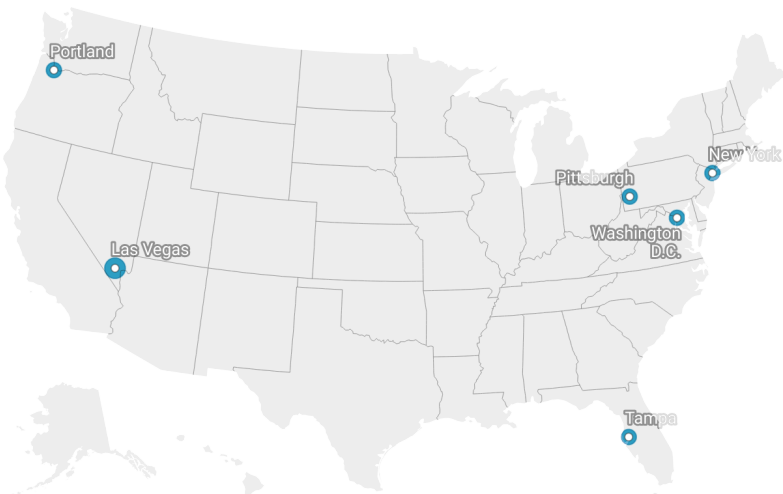 Portland
New York
Pittsburgh
Washington
D.C.
Las Vegas
Tampa